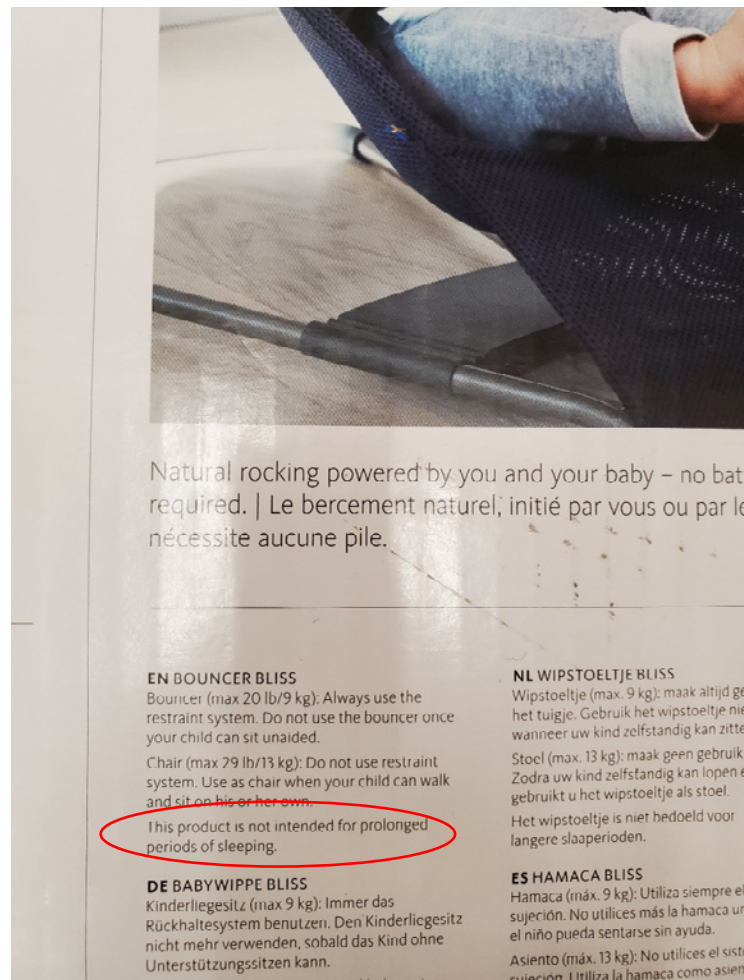 Natural rocking powered by you and your baby – no bat
required. | Le bercement naturel, initié par vous ou par le
nécessite aucune pile.
EN BOUNCER BLISS
Bouncer (max 20 lb/9 kg): Always use the
restraint system. Do not use the bouncer once
your child can sit unaided.
Chair (max 29 lb/13 kg): Do not use restraint
system. Use as chair when your child can walk
and sit on his or her own.
This product is not intended for prolonged
periods of sleeping.
DE BABYWIPPE BLISS
Kinderliegesitz (max 9 kg): Immer das
Rückhaltesystem benutzen. Den Kinderliegesitz
nicht mehr verwenden, sobald das Kind ohne
Unterstützungssitzen kann.
NL WIPSTOELTJE BLISS
Wipstoeltje (max. 9 kg): maak altijd ge
het tuigje. Gebruik het wipstoeltje nie
wanneer uw kind zelfstandig kan zitte
Stoel (max. 13 kg): maak geen gebruik
Zodra uw kind zelfstandig kan lopen e
gebruikt u het wipstoeltje als stoel.
Het wipstoeltje is niet bedoeld voor
langere slaaperioden.
ES HAMACA BLISS
Hamaca (máx. 9 kg): Utiliza siempre el
sujeción. No utilices más la hamaca un
el niño pueda sentarse sin ayuda.
Asiento (máx. 13 kg): No utilices el siste
sujeción. Utiliza la hamaca como asien